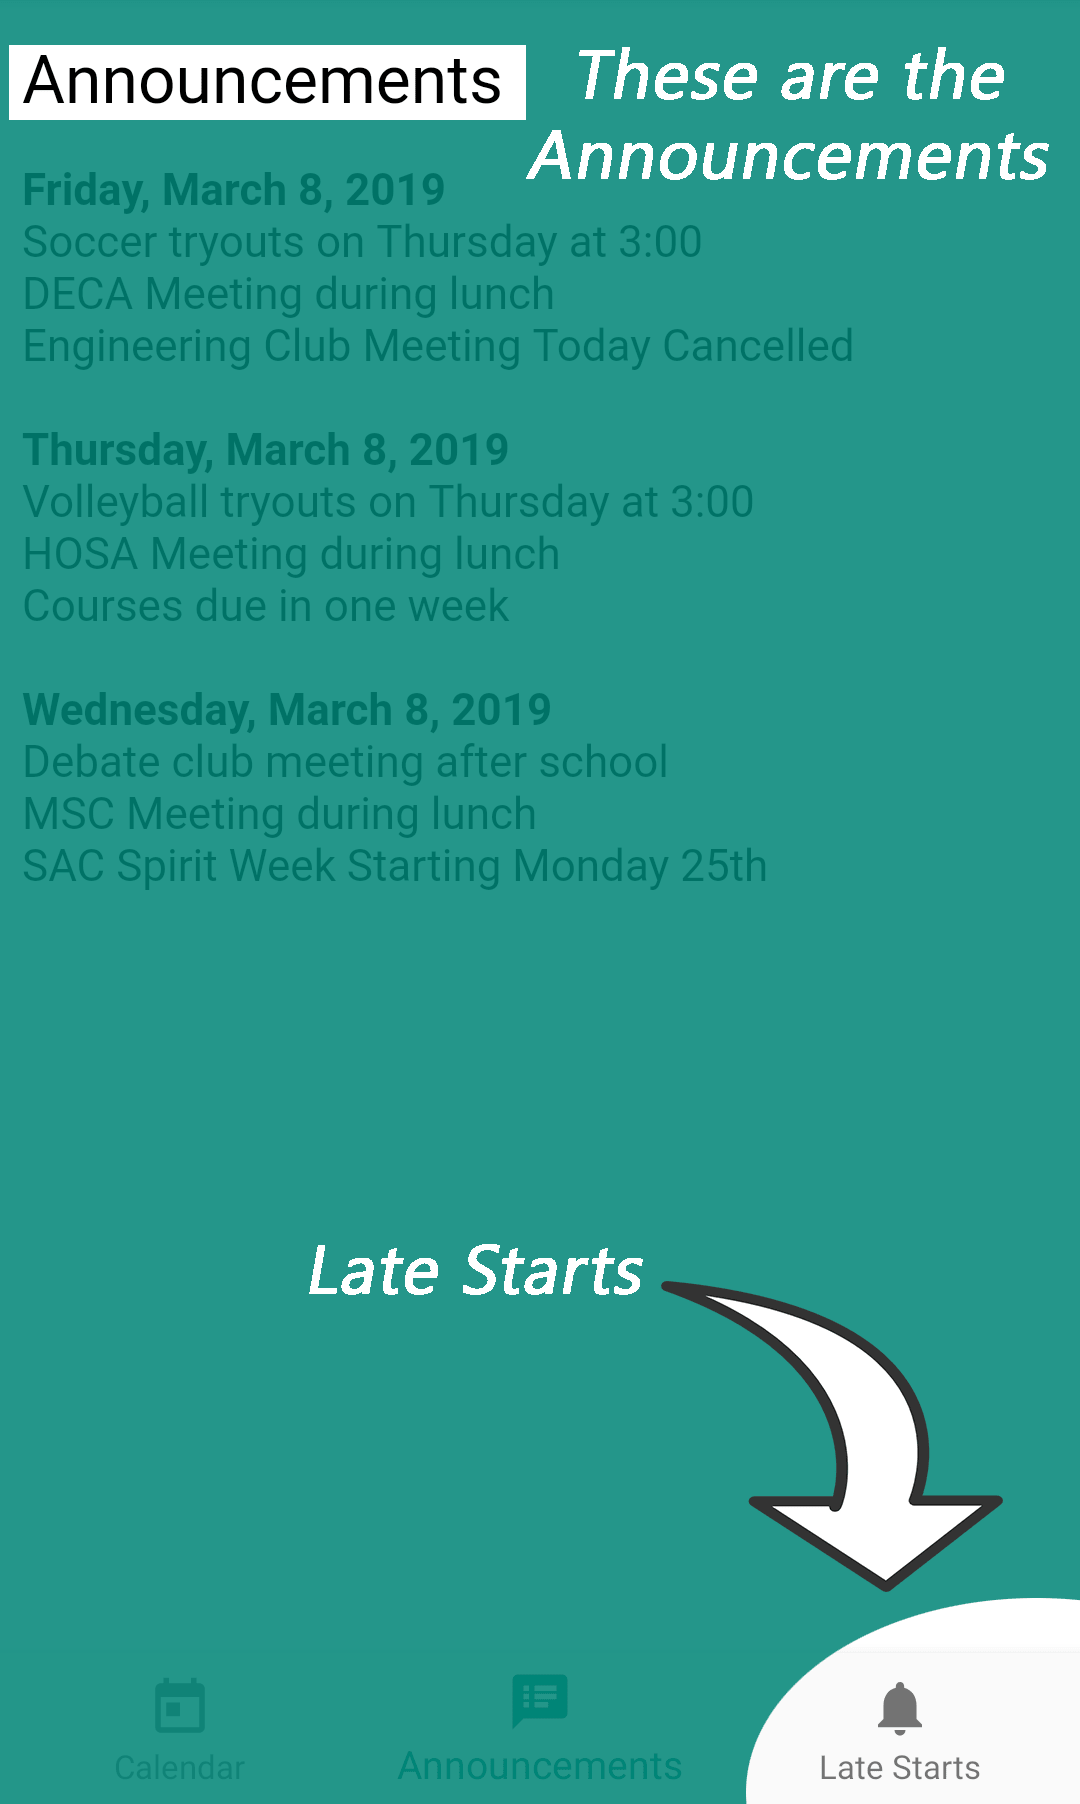 Announcements
These are the
Announcements
Friday, March 8, 2019
Soccer tryouts on Thursday at 3:00
DECA Meeting during lunch
Engineering Club Meeting Today Cancelled
Thursday, March 8, 2019
Volleyball tryouts on Thursday at 3:00
HOSA Meeting during lunch
Courses due in one week
Wednesday, March 8, 2019
Debate club meeting after school
MSC Meeting during lunch
SAC Spirit Week Starting Monday 25th
Late Starts
Calendar
Announcements
Late Starts